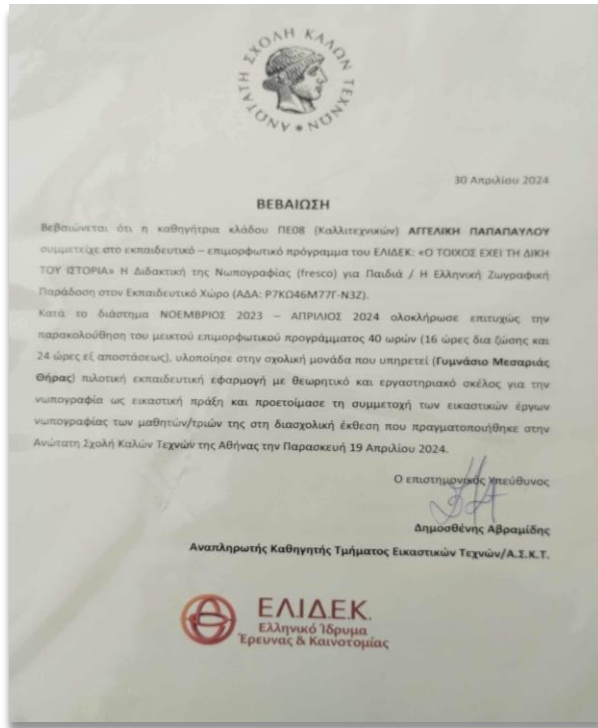 ΑΝΩΤΑΤΗ ΣΧΟΛΗ ΚΑΛΩΝ ΤΕΧΝΩΝ
30 Απριλίου 2024
ΒΕΒΑΙΩΣΗ
Βεβαιώνεται ότι η καθηγήτρια κλάδου ΠΕ08 (Καλλιτεχνικών) ΑΓΓΕΛΙΚΗ ΠΑΠΑΠΑΥΛΟΥ
συμμετείχε στο εκπαιδευτικό – επιμορφωτικό πρόγραμμα του ΕΛΙΔΕΚ: «Ο ΤΟΙΧΟΣ ΕΧΕΙ ΤΗ ΔΙΚΗ
ΤΟΥ ΙΣΤΟΡΙΑ» Η Διδακτική της Νωπογραφίας (fresco) για Παιδιά / Η Ελληνική Ζωγραφική
Παράδοση στον Εκπαιδευτικό Χώρο (ΑΔΑ: Ρ7ΚΩ46Μ77Γ-Ν3Ζ).
Κατά το διάστημα ΝΟΕΜΒΡΙΟΣ 2023 – ΑΠΡΙΛΙΟΣ 2024 ολοκλήρωσε επιτυχώς την
παρακολούθηση του μεικτού επιμορφωτικού προγράμματος 40 ωρών (16 ώρες δια ζώσης και
24 ώρες εξ αποστάσεως), υλοποίησε στην σχολική μονάδα που υπηρετεί (Γυμνάσιο Μεσαριάς
Θήρας) πιλοτική εκπαιδευτική εφαρμογή με θεωρητικό και εργαστηριακό σκέλος για την
νωπογραφία ως εικαστική πράξη και προετοίμασε τη συμμετοχή των εικαστικών έργων
νωπογραφίας των μαθητών/τριών της στη διασχολική έκθεση που πραγματοποιήθηκε στην
Ανώτατη Σχολή Καλών Τεχνών της Αθήνας την Παρασκευή 19 Απριλίου 2024.
Ο επιστημονικός Υπεύθυνος
Δημοσθένης Αβραμίδης
Αναπληρωτής Καθηγητής Τμήματος Εικαστικών Τεχνών/Α.Σ.Κ.Τ.
ΕΛΙΔΕΚ.
Ελληνικό Ίδρυμα
Έρευνας & Καινοτομίας